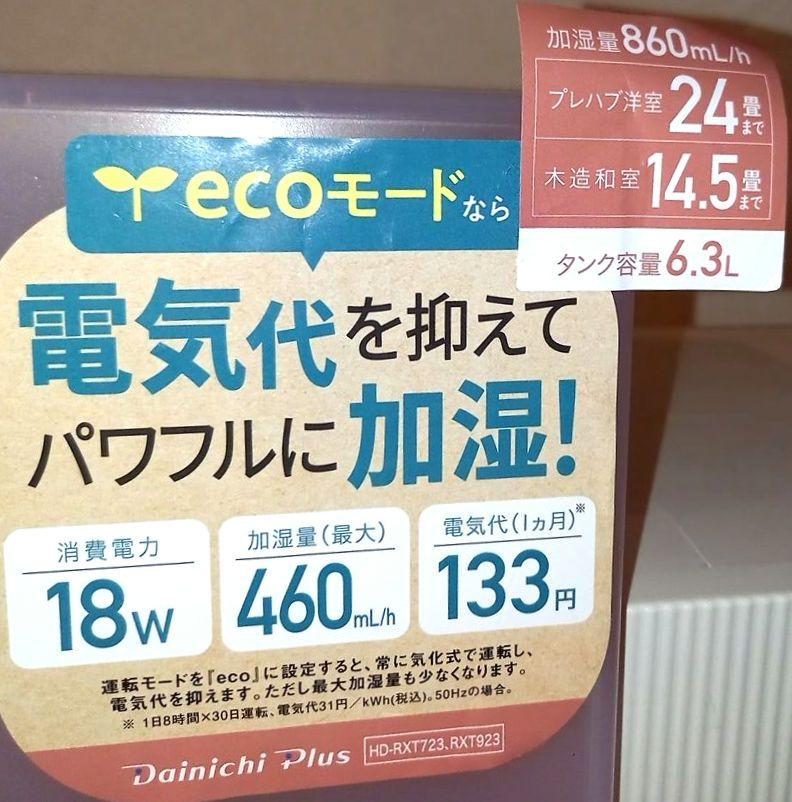 加湿量860mL/h
プレハブ洋室 24畳まで
木造和室 14.5畳まで
タンク容量6.3L
ecoモードなら
電気代を抑えて
パワフルに加湿!
消費電力
18W
加湿量(最大)
460mL/h
電気代(1ヵ月)※
133円
運転モードを『eco』に設定すると、常に気化式で運転し、
電気代を抑えます。ただし最大加湿量も少なくなります。
※ 1日8時間×30日運転、電気代31円/kWh(税込)。50Hzの場合。
Dainichi Plus HD-RXT723、RXT923